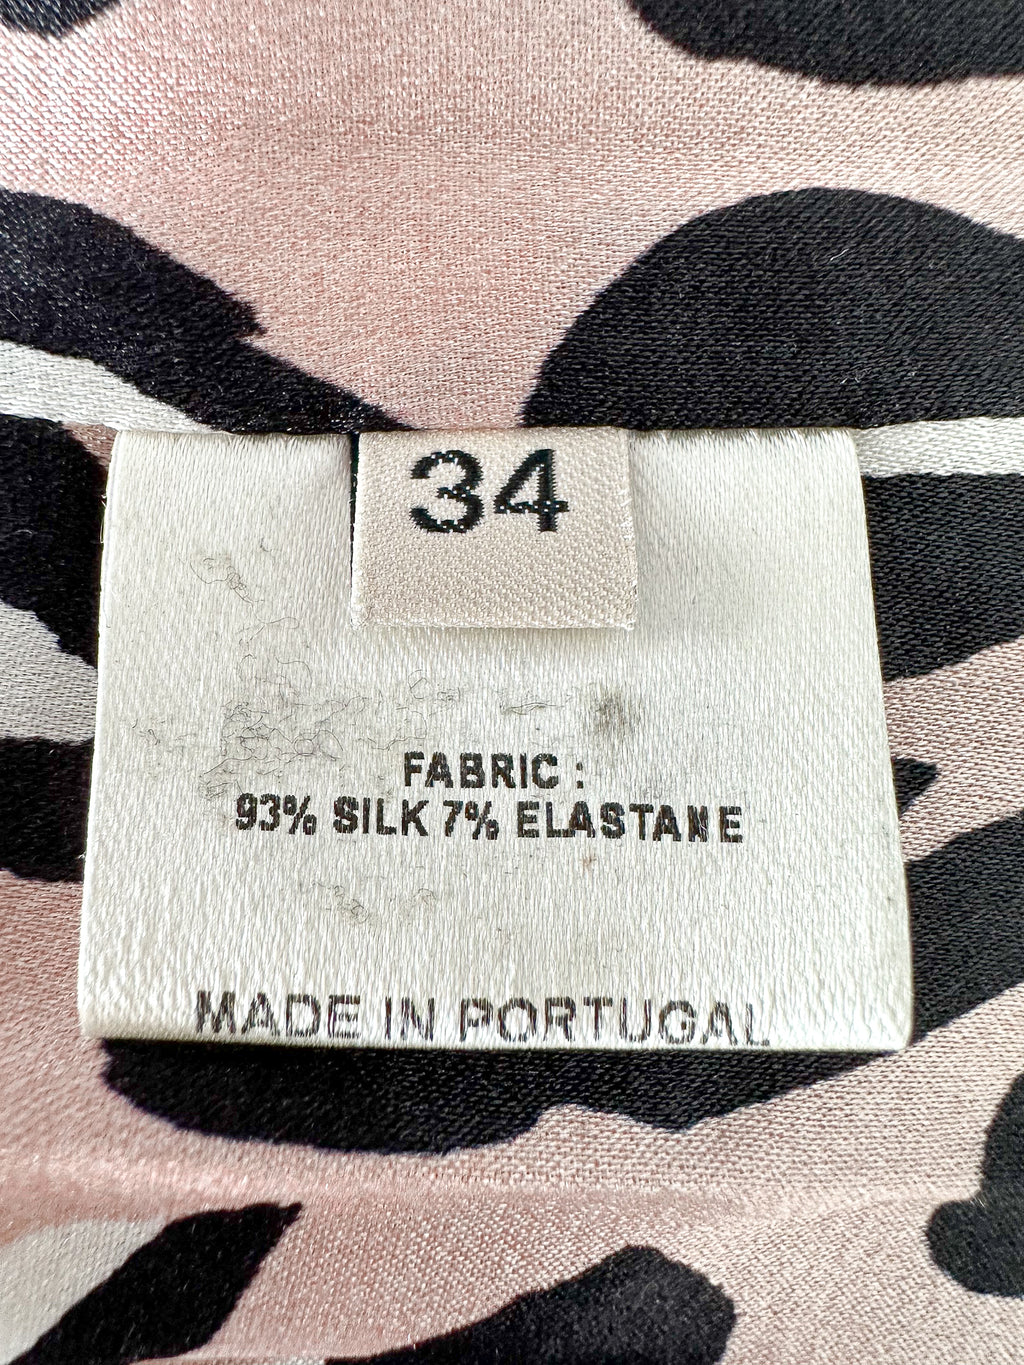 34
FABRIC :
93% SILK 7% ELASTANE
MADE IN PORTUGAL